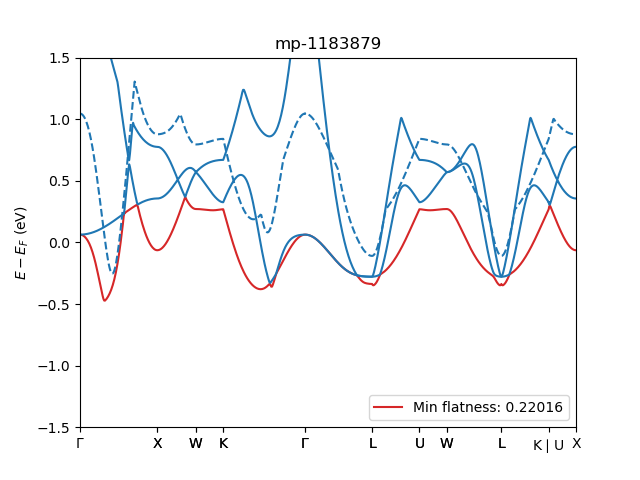 mp-1183879
E − E_F (eV)
1.5
1.0
0.5
0.0
−0.5
−1.0
−1.5
Min flatness: 0.22016
Γ X W K Γ L U W L K | U X